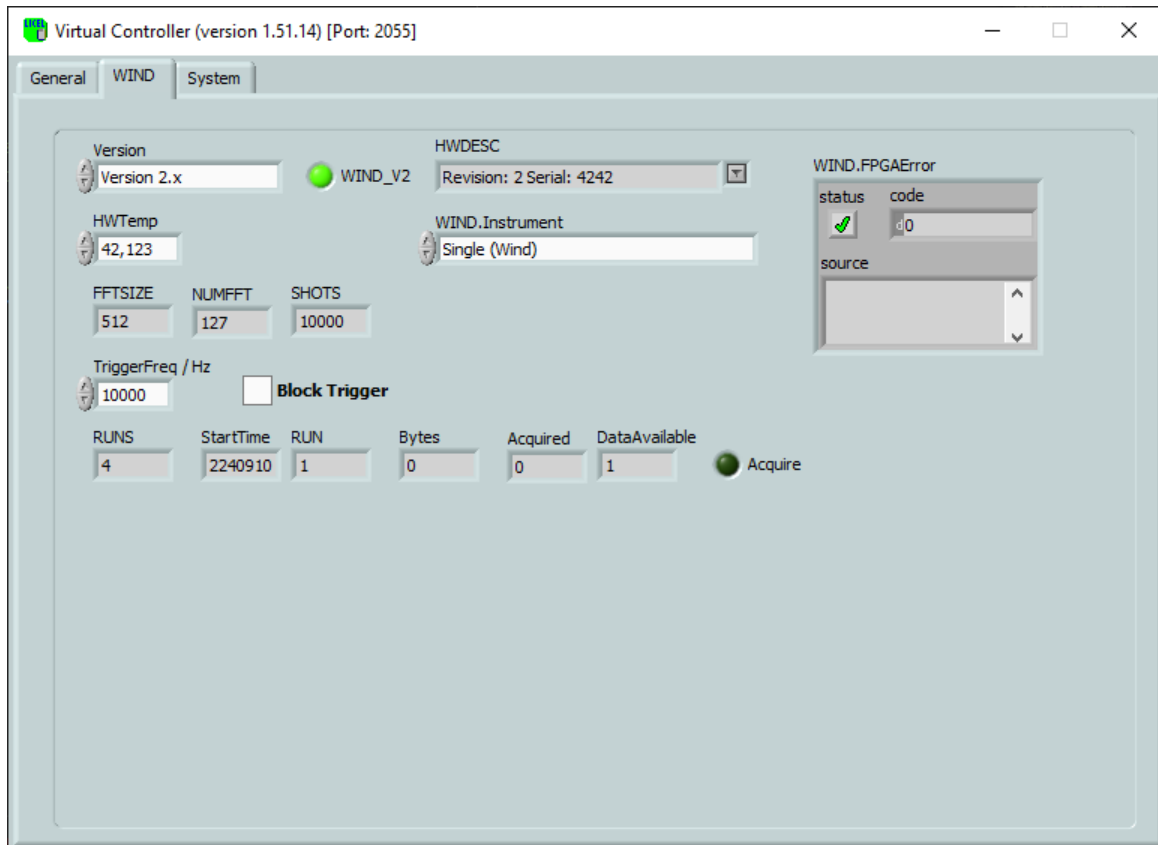 LICEL
Virtual Controller (version 1.51.14) [Port: 2055]
General WIND System
Version
Version 2.x
WIND_V2
HWDESC
Revision: 2 Serial: 4242
WIND.FPGAError
status code
d0
source
HWTemp
42,123
WIND.Instrument
Single (Wind)
FFTSIZE NUMFFT SHOTS
512 127 10000
TriggerFreq / Hz
10000
Block Trigger
RUNS StartTime RUN Bytes Acquired DataAvailable
4 2240910 1 0 0 1
Acquire